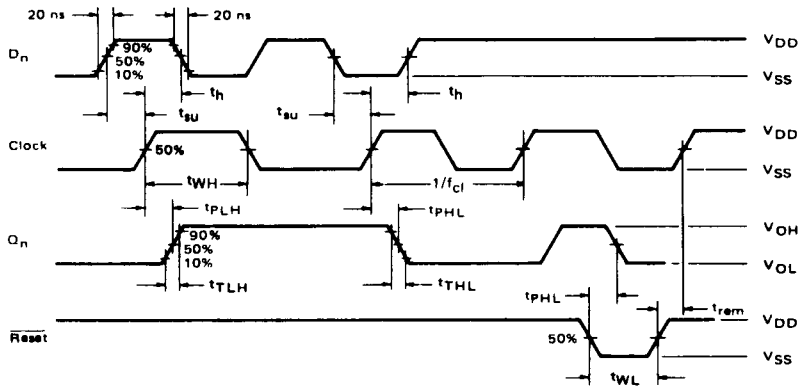 20 ns 20 ns
Dn 90% VDD
50%
10% VSS
th th
tsu tsu
Clock 50% VDD
VSS
tWH 1/fcl
tPLH tPHL
Qn 90% VOH
50%
10% VOL
tTLH tTHL tPHL trem
Reset VDD
50%
VSS
tWL